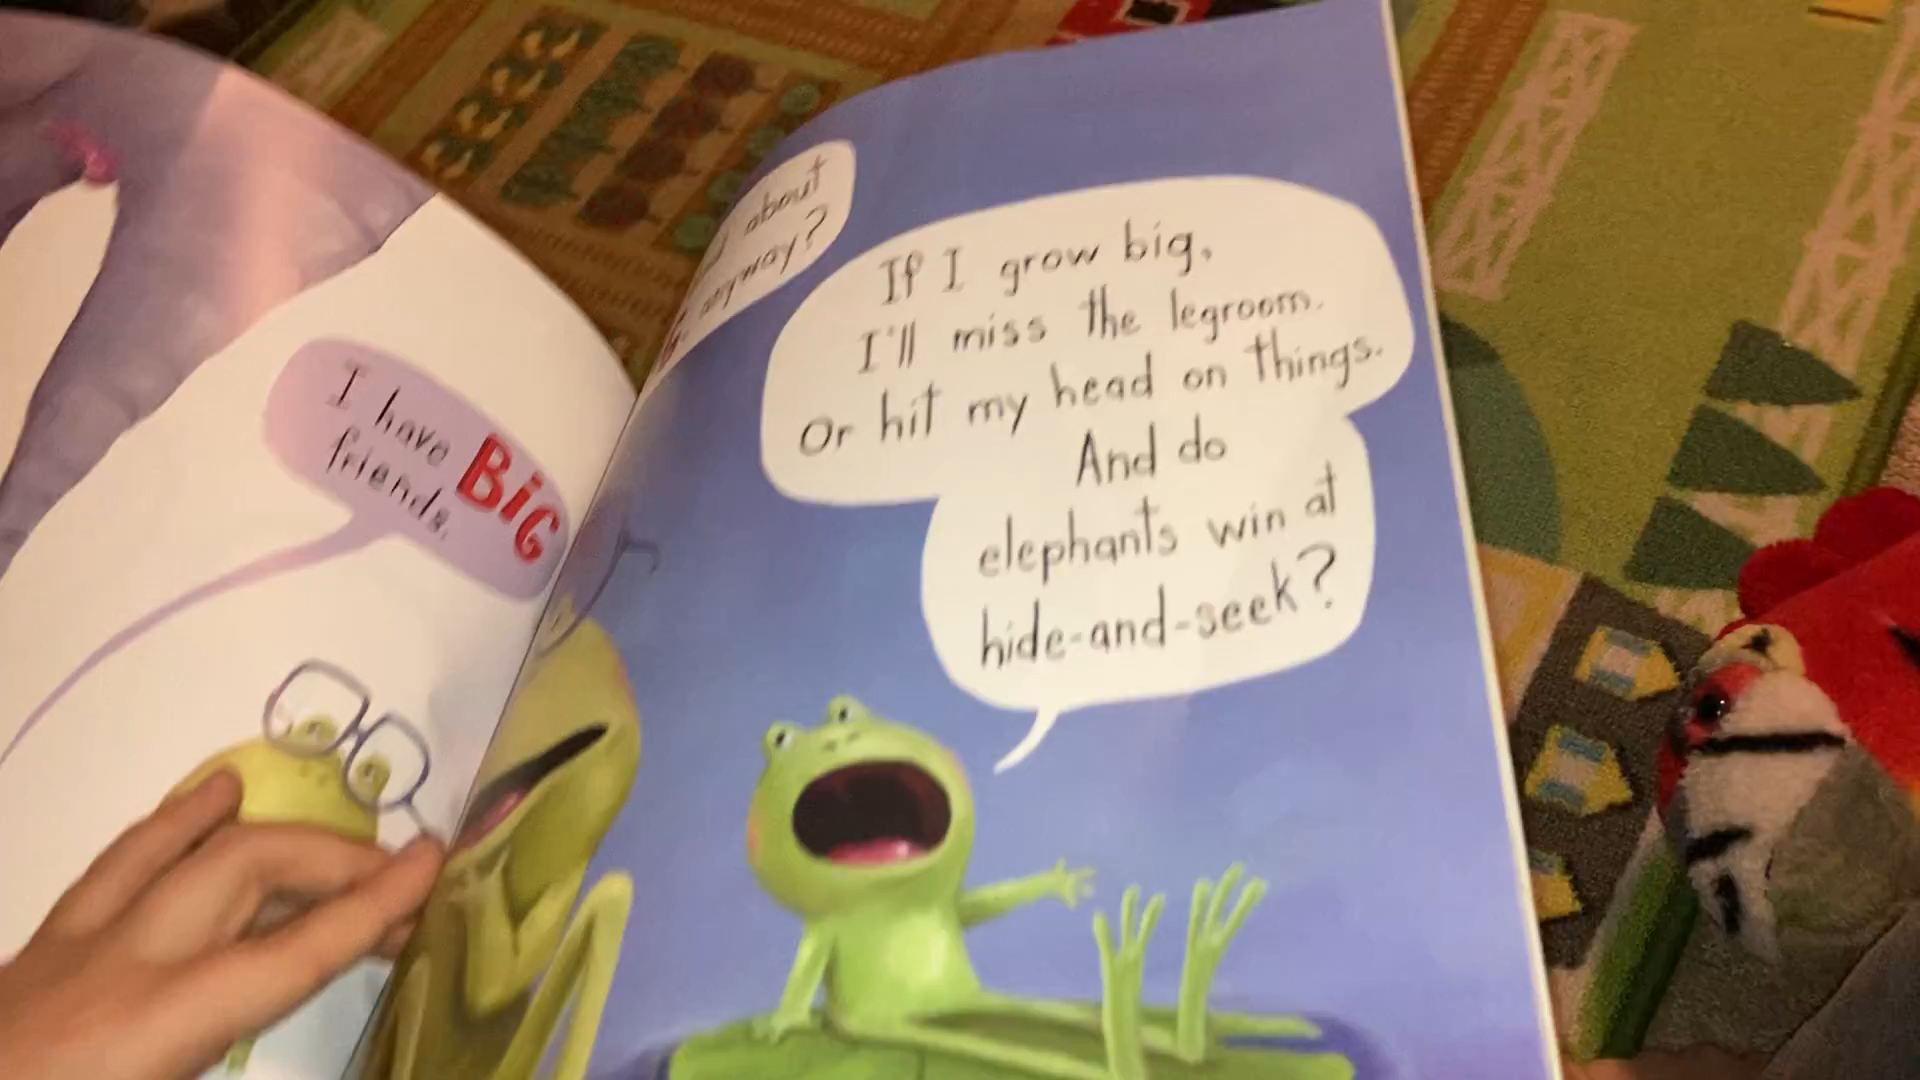 I have BIG
friends.
about
anyway?
If I grow big,
I'll miss the legroom.
Or hit my head on things.
And do
elephants win at
hide-and-seek?